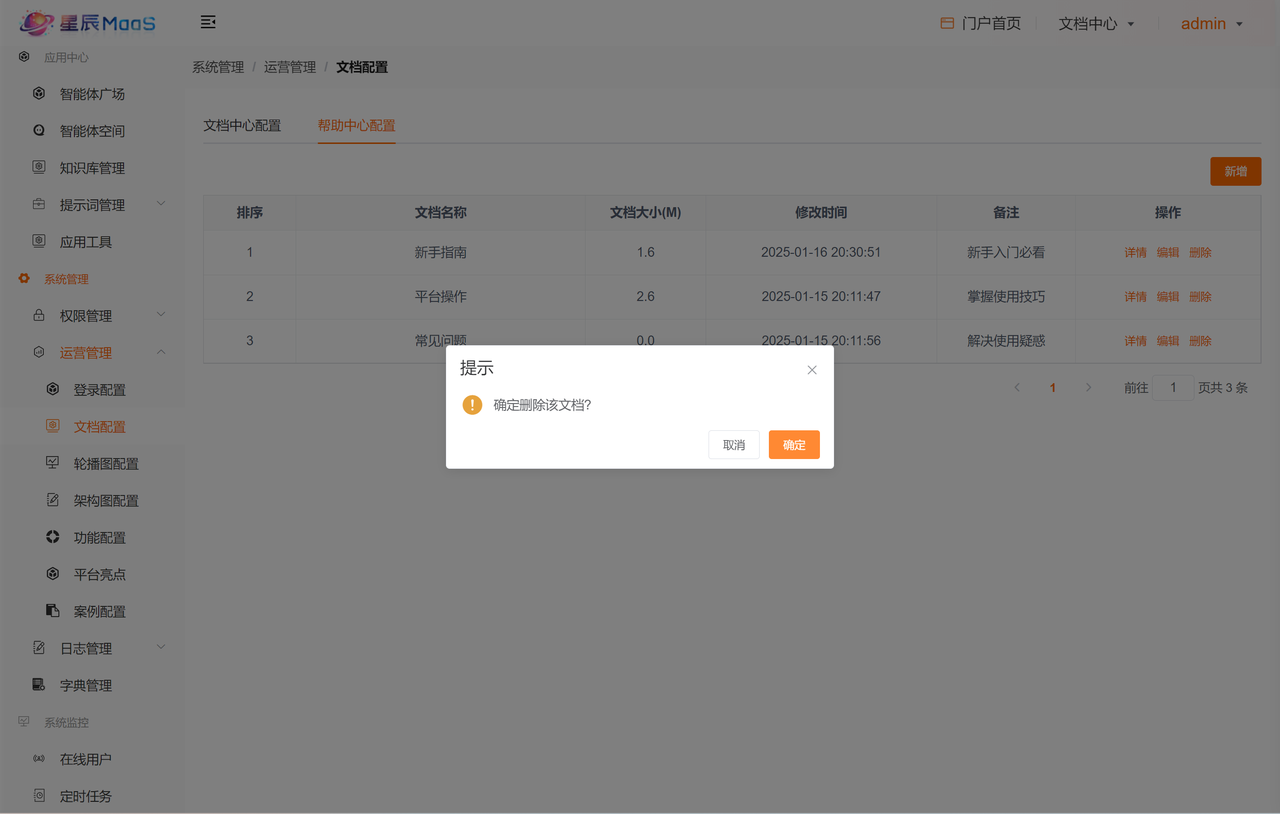 星辰MaaS
门户首页
文档中心
admin
应用中心
智能体广场
智能体空间
知识库管理
提示词管理
应用工具
系统管理
权限管理
运营管理
登录配置
文档配置
轮播图配置
架构图配置
功能配置
平台亮点
案例配置
日志管理
字典管理
系统监控
在线用户
定时任务
系统管理 / 运营管理 / 文档配置
文档中心配置 帮助中心配置
新增
排序 文档名称 文档大小(M) 修改时间 备注 操作
1 新手指南 1.6 2025-01-16 20:30:51 新手入门必看 详情 编辑 删除
2 平台操作 2.6 2025-01-15 20:11:47 掌握使用技巧 详情 编辑 删除
3 常见问题 0.0 2025-01-15 20:11:56 解决使用疑惑 详情 编辑 删除
1 前往 1 页共 3 条
提示
确定删除该文档?
取消 确定